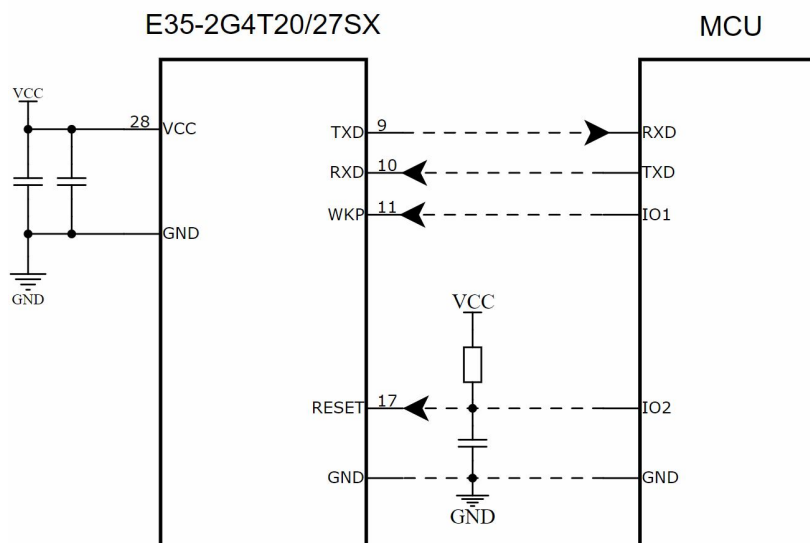 E35-2G4T20/27SX
MCU
VCC
28
VCC
TXD
9
RXD
RXD
10
TXD
WKP
11
IO1
GND
GND
VCC
RESET
17
IO2
GND
GND
GND